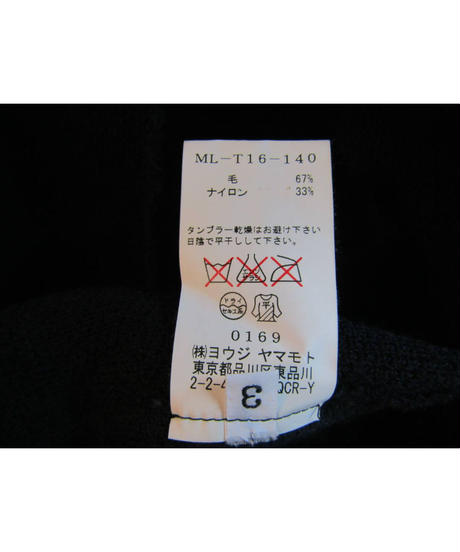 ML-T16-140
毛 67%
ナイロン 33%
タンブラー乾燥はお避け下さい
日陰で平干しして下さい。
ドライ
セキユ系
平
0169
(株)ヨウジ ヤマモト
東京都品川区東品川
2-2-4 QCR-Y
3